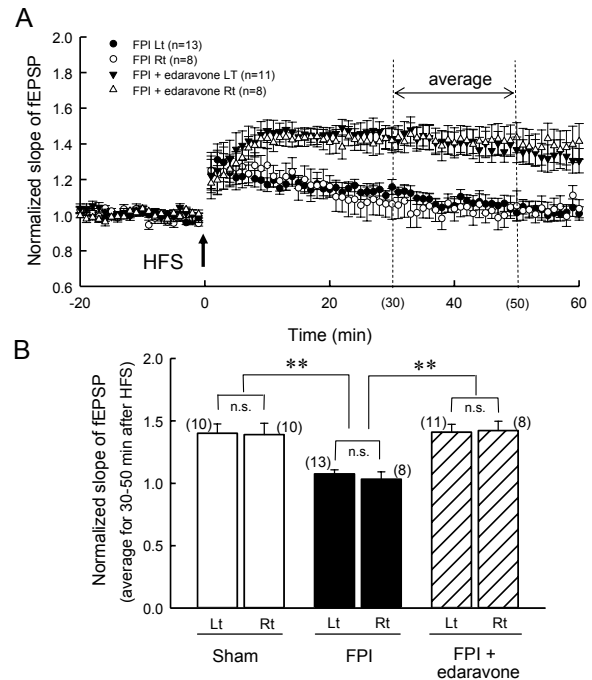 A
FPI Lt (n=13)
FPI Rt (n=8)
FPI + edaravone LT (n=11)
FPI + edaravone Rt (n=8)
average
Normalized slope of fEPSP
2.0
1.8
1.6
1.4
1.2
1.0
0.8
0.6
HFS
-20 0 20 (30) 40 (50) 60
Time (min)
B
Normalized slope of fEPSP
(average for 30-50 min after HFS)
2.0
1.5
1.0
0.5
0.0
** **
n.s. n.s. n.s.
(10) (10) (13) (8) (11) (8)
Lt Rt Lt Rt Lt Rt
Sham FPI FPI +
edaravone